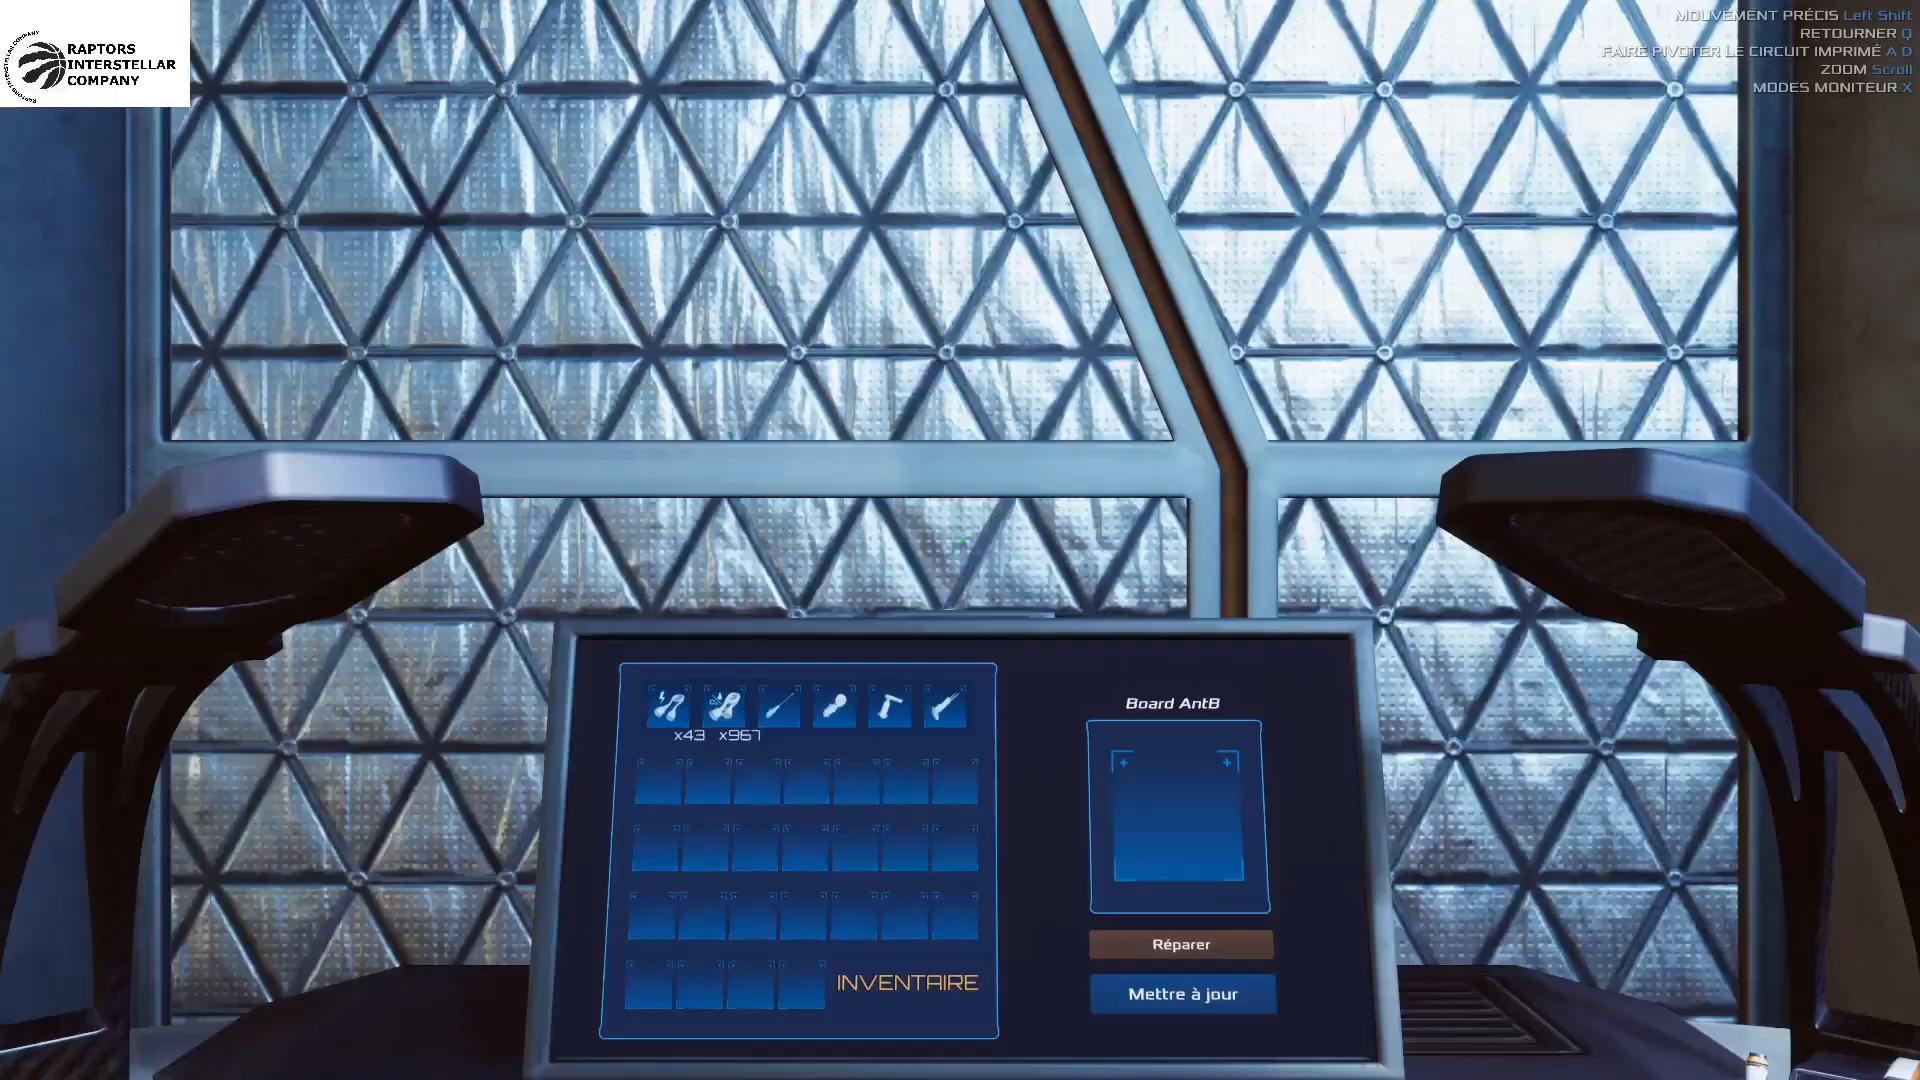 RAPTORS
INTERSTELLAR
COMPANY
MOUVEMENT PRÉCIS Left Shift
RETOURNER Q
FAIRE PIVOTER LE CIRCUIT IMPRIMÉ A D
ZOOM Scroll
MODES MONITEUR X
x43 x967
INVENTAIRE
Board AntB
Réparer
Mettre à jour